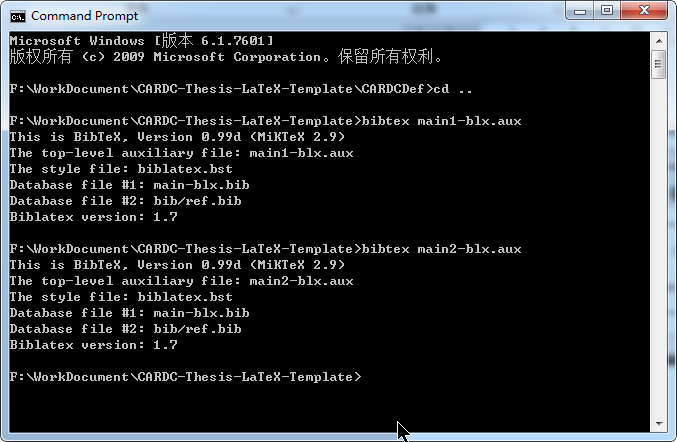 Command Prompt
Microsoft Windows [版本 6.1.7601]
版权所有 (c) 2009 Microsoft Corporation。保留所有权利。
F:\WorkDocument\CARDC-Thesis-LaTeX-Template\CARDCDef>cd ..
F:\WorkDocument\CARDC-Thesis-LaTeX-Template>bibtex main1-blx.aux
This is BibTeX, Version 0.99d (MiKTeX 2.9)
The top-level auxiliary file: main1-blx.aux
The style file: biblatex.bst
Database file #1: main-blx.bib
Database file #2: bib/ref.bib
Biblatex version: 1.7
F:\WorkDocument\CARDC-Thesis-LaTeX-Template>bibtex main2-blx.aux
This is BibTeX, Version 0.99d (MiKTeX 2.9)
The top-level auxiliary file: main2-blx.aux
The style file: biblatex.bst
Database file #1: main-blx.bib
Database file #2: bib/ref.bib
Biblatex version: 1.7
F:\WorkDocument\CARDC-Thesis-LaTeX-Template>